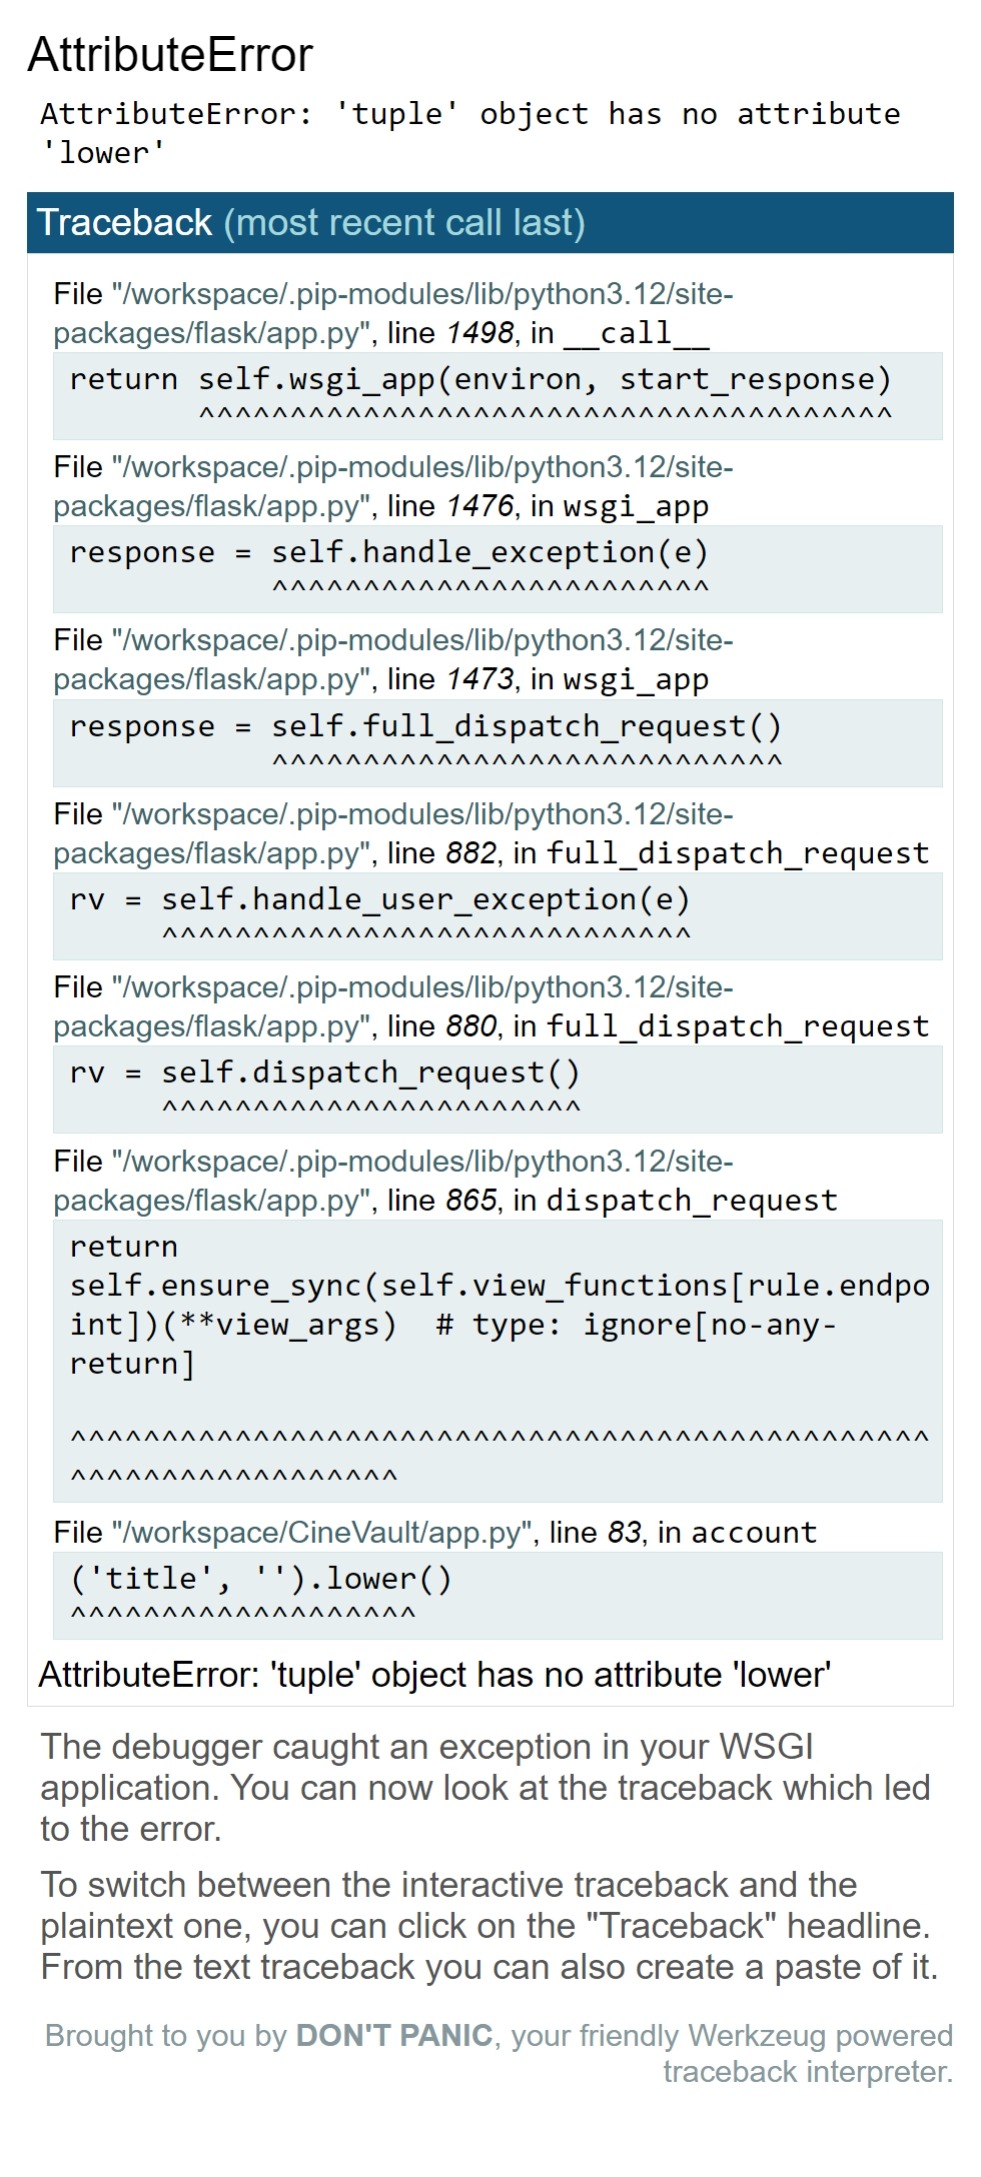 AttributeError
AttributeError: 'tuple' object has no attribute
'lower'
Traceback (most recent call last)
File "/workspace/.pip-modules/lib/python3.12/site-
packages/flask/app.py", line 1498, in __call__
return self.wsgi_app(environ, start_response)
^^^^^^^^^^^^^^^^^^^^^^^^^^^^^^^^^^^^^^
File "/workspace/.pip-modules/lib/python3.12/site-
packages/flask/app.py", line 1476, in wsgi_app
response = self.handle_exception(e)
^^^^^^^^^^^^^^^^^^^^^^^^
File "/workspace/.pip-modules/lib/python3.12/site-
packages/flask/app.py", line 1473, in wsgi_app
response = self.full_dispatch_request()
^^^^^^^^^^^^^^^^^^^^^^^^^^^^
File "/workspace/.pip-modules/lib/python3.12/site-
packages/flask/app.py", line 882, in full_dispatch_request
rv = self.handle_user_exception(e)
^^^^^^^^^^^^^^^^^^^^^^^^^^^^^
File "/workspace/.pip-modules/lib/python3.12/site-
packages/flask/app.py", line 880, in full_dispatch_request
rv = self.dispatch_request()
^^^^^^^^^^^^^^^^^^^^^^^
File "/workspace/.pip-modules/lib/python3.12/site-
packages/flask/app.py", line 865, in dispatch_request
return
self.ensure_sync(self.view_functions[rule.endpo
int])(**view_args)  # type: ignore[no-any-
return]
^^^^^^^^^^^^^^^^^^^^^^^^^^^^^^^^^^^^^^^^^^^^^^^
^^^^^^^^^^^^^^^^^^
File "/workspace/CineVault/app.py", line 83, in account
('title', '').lower()
^^^^^^^^^^^^^^^^^^^
AttributeError: 'tuple' object has no attribute 'lower'
The debugger caught an exception in your WSGI
application. You can now look at the traceback which led
to the error.
To switch between the interactive traceback and the
plaintext one, you can click on the "Traceback" headline.
From the text traceback you can also create a paste of it.
Brought to you by DON'T PANIC, your friendly Werkzeug powered
traceback interpreter.